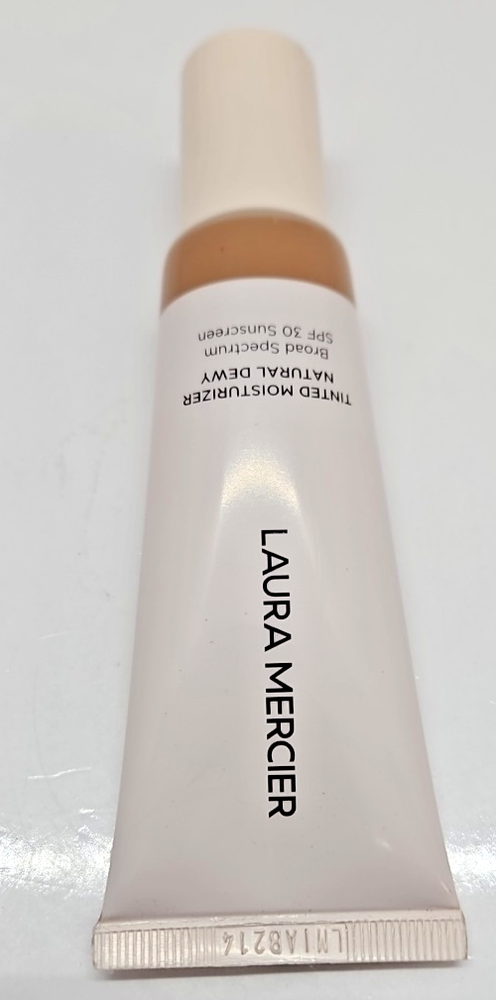 LAURA MERCIER
TINTED MOISTURIZER
NATURAL DEWY
Broad Spectrum
SPF 30 Sunscreen
LM1A8214